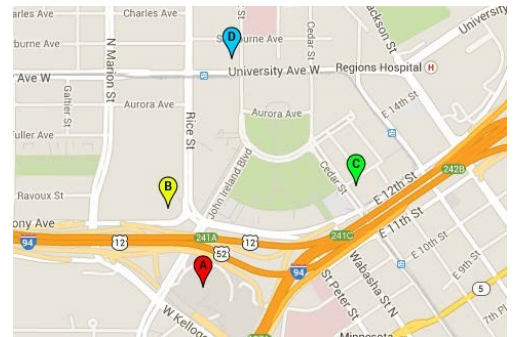 Charles Ave
Charles Ave
burne Ave
D
Cedar St
Jackson St
University
University Ave W
Regions Hospital H
Ave W
N Marion St
Galtier St
Aurora Ave
Rice St
Aurora Ave
E 14th St
Fuller Ave
242B
B
John Ireland Blvd
Cedar St
C
Ravoux St
E 12th St
E 11th St
ony Ave
94
12
241A
12
241C
52
E 10th St
A
94
Wabasha St N
E 9th St
St Peter St
5
W Kellogg
7th Pl
Minnesota